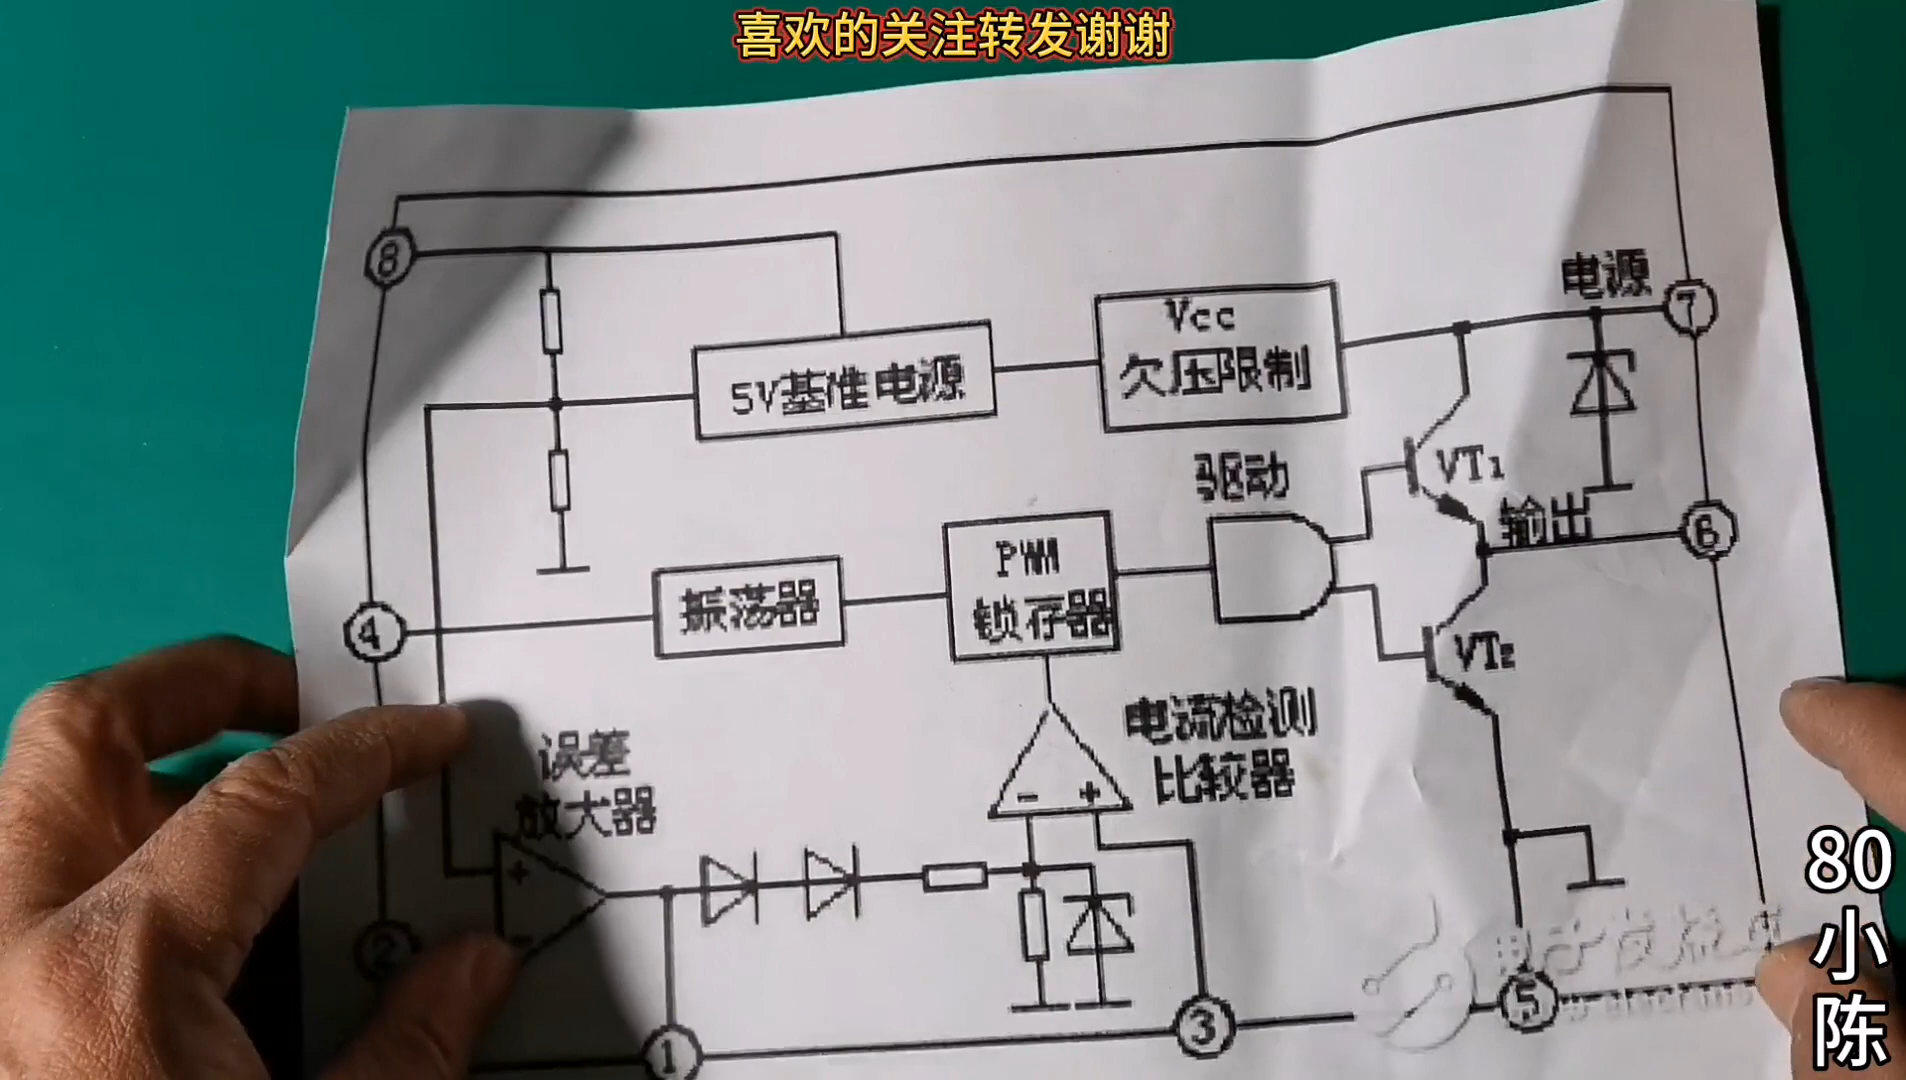 喜欢的关注转发谢谢
8
电源
7
Vcc
欠压限制
5V基准电源
驱动
VT1
输出
6
PWM
锁存器
振荡器
4
VT2
电流检测
比较器
误差
放大器
- +
+
-
2
80
小
陈
5
3
1